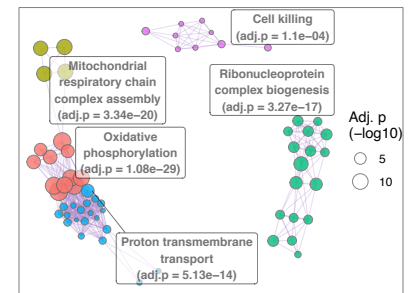 Cell killing
(adj.p = 1.1e−04)
Mitochondrial
respiratory chain
complex assembly
(adj.p = 3.34e−20)
Ribonucleoprotein
complex biogenesis
(adj.p = 3.27e−17)
Oxidative
phosphorylation
(adj.p = 1.08e−29)
Proton transmembrane
transport
(adj.p = 5.13e−14)
Adj. p
(−log10)
5
10